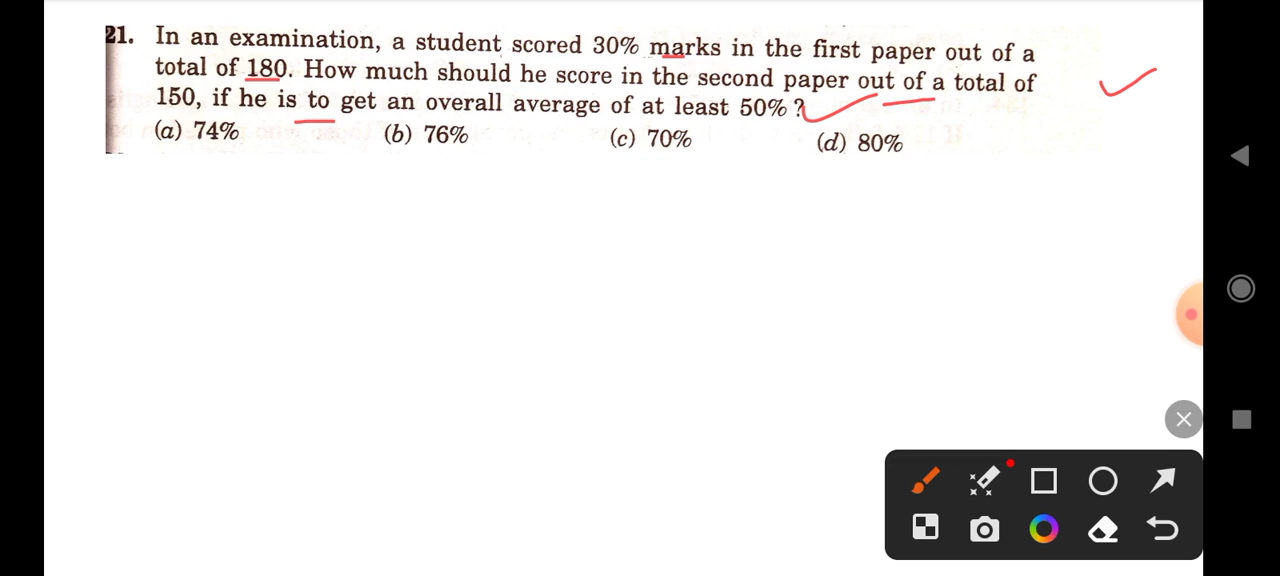 21. In an examination, a student scored 30% marks in the first paper out of a
total of 180. How much should he score in the second paper out of a total of
150, if he is to get an overall average of at least 50% ?
(a) 74% (b) 76% (c) 70% (d) 80%